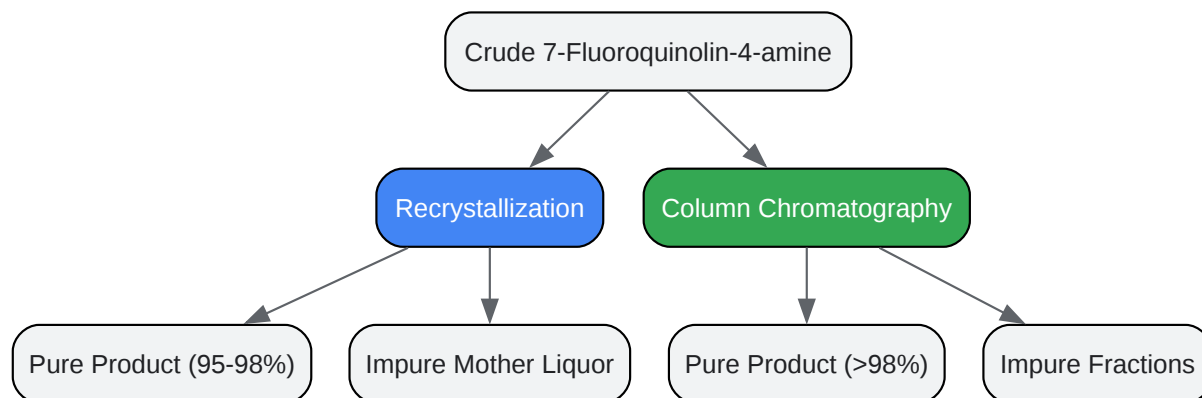 Crude 7-Fluoroquinolin-4-amine
Recrystallization
Column Chromatography
Pure Product (95-98%)
Impure Mother Liquor
Pure Product (>98%)
Impure Fractions